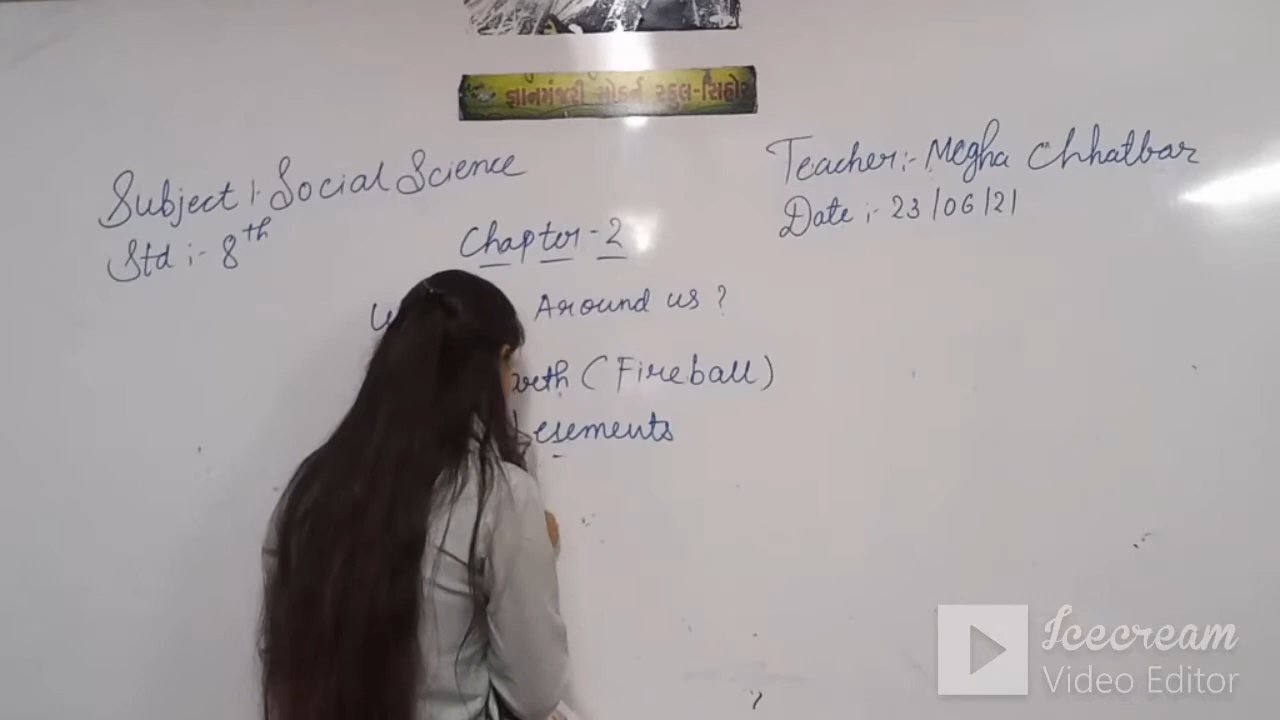 જ્ઞાનમંજરી મોડર્ન સ્કુલ-સિહોર
Subject :- Social Science
Std :- 8th
Teacher :- Megha Chhatbar
Date :- 23/06/21
Chapter - 2
Around us ?
(Fireball)
Icecream
Video Editor